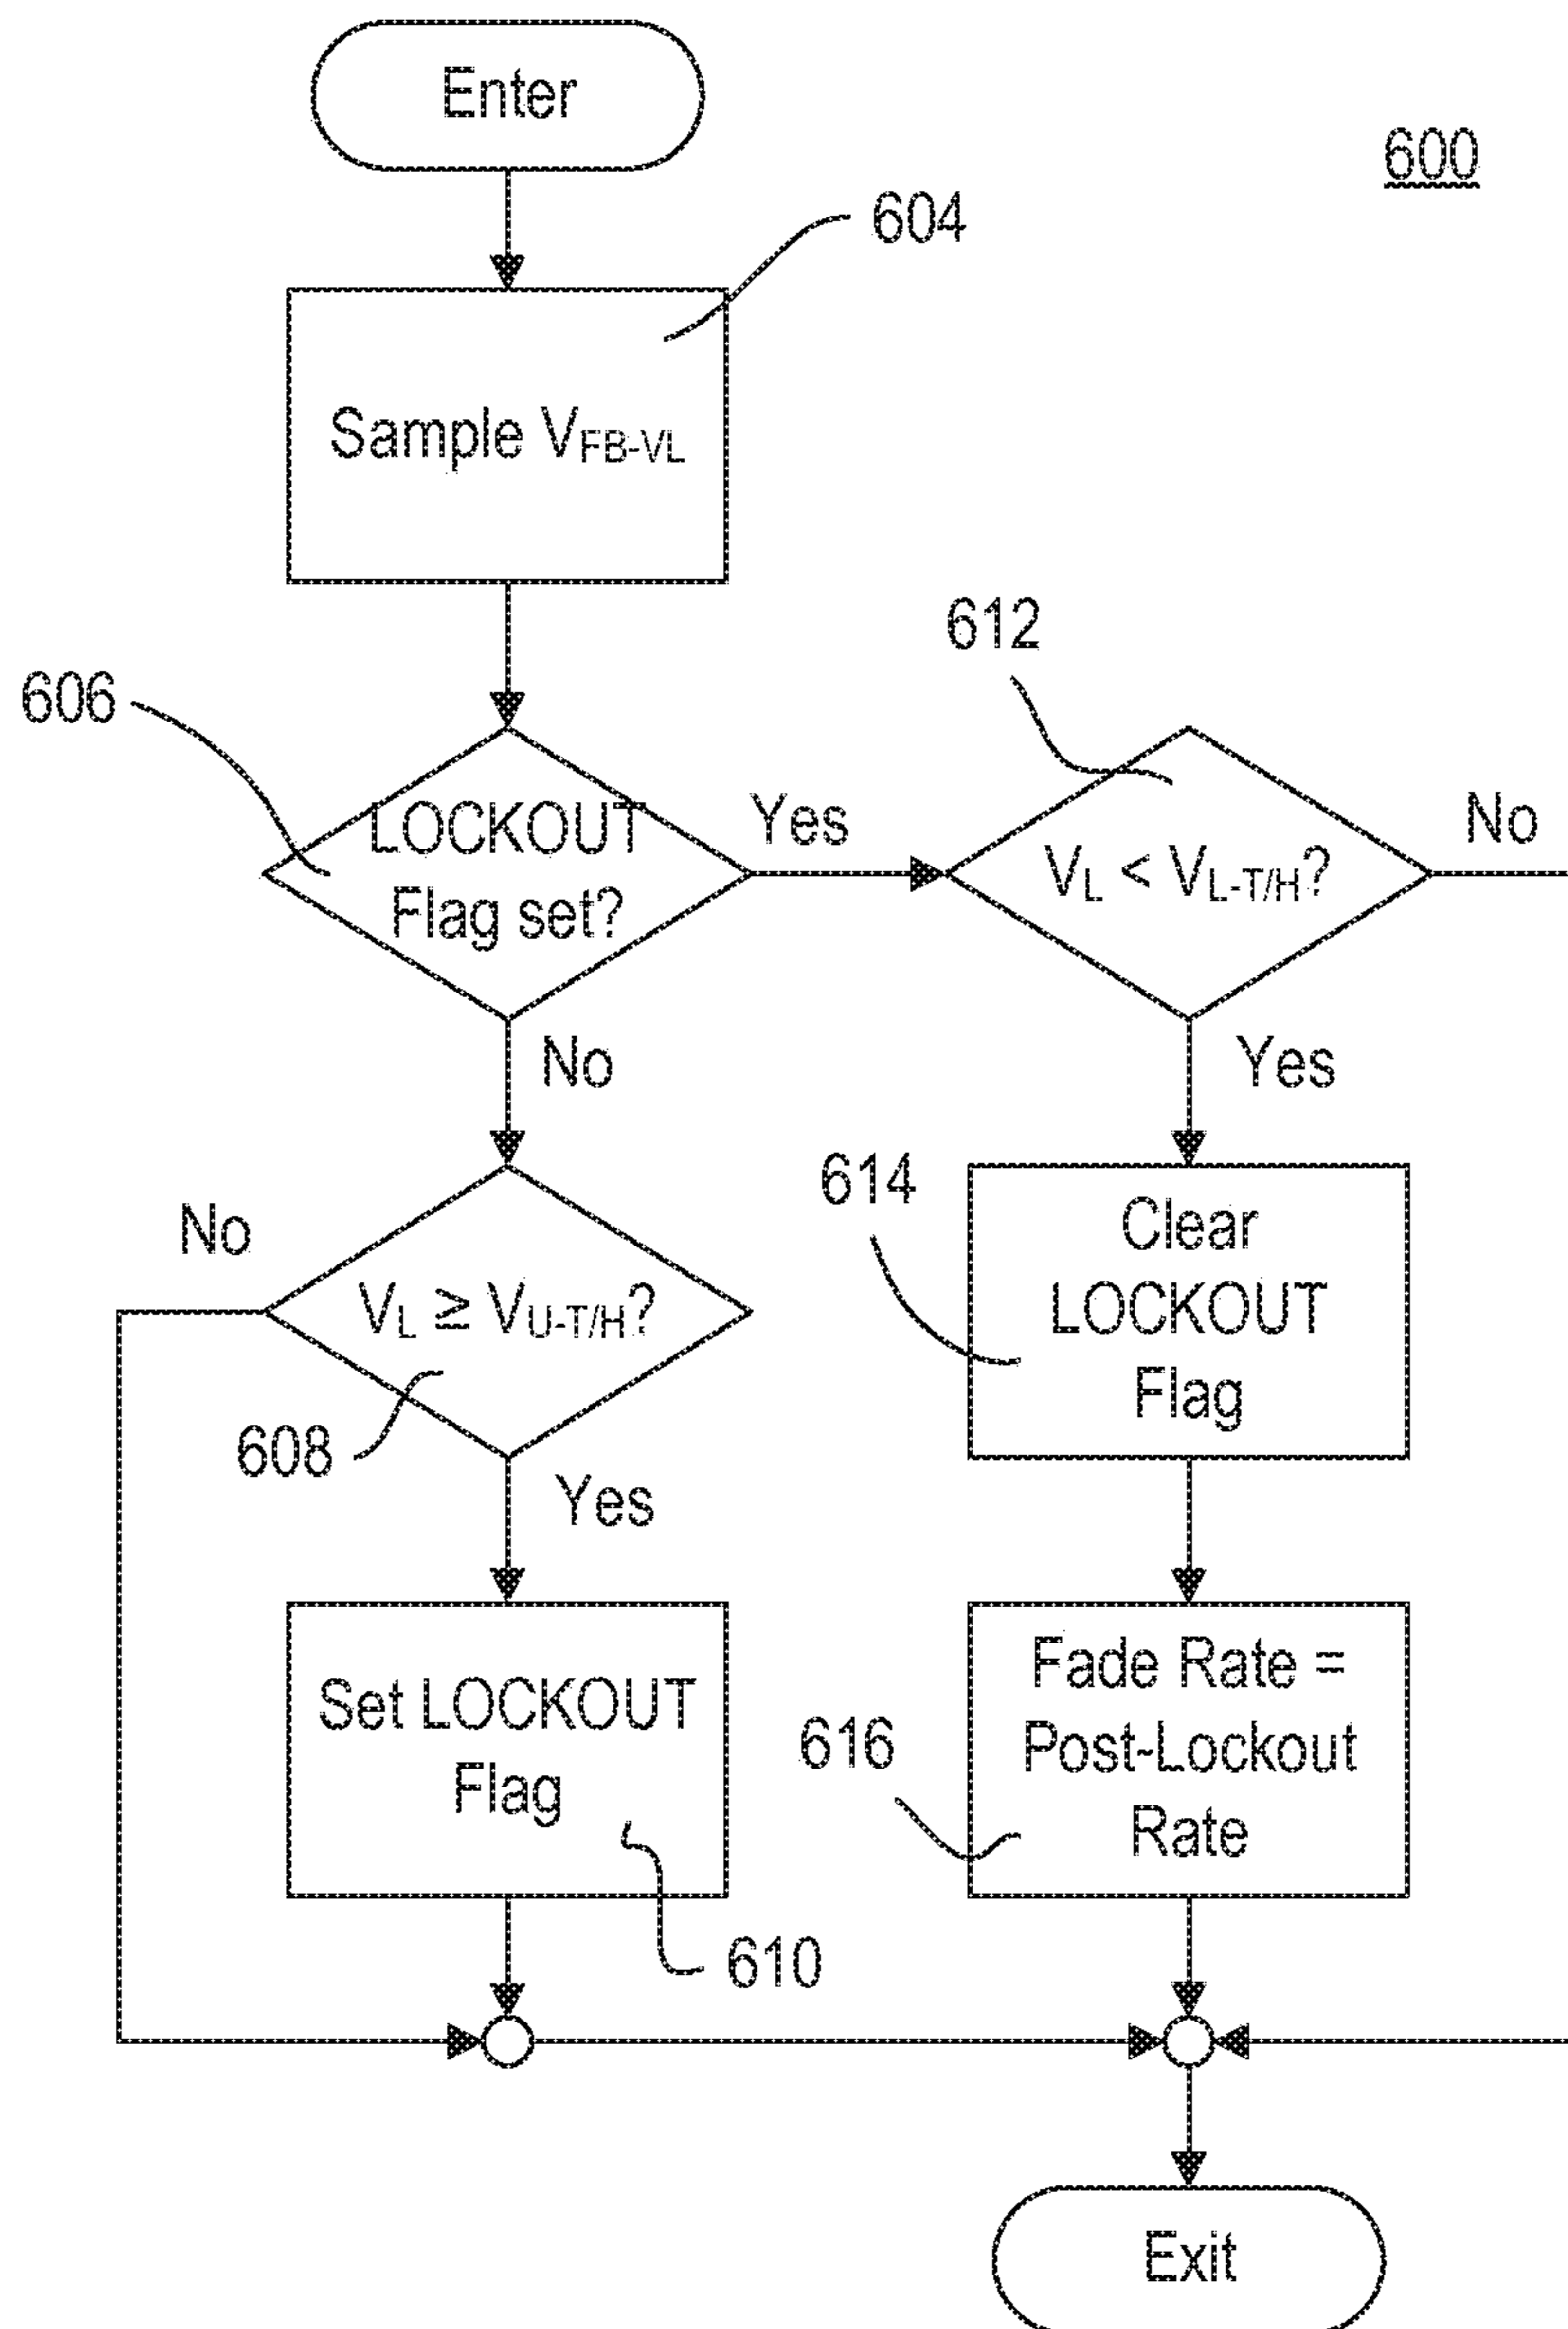 Enter
600
604
Sample VFB-VL
612
606
LOCKOUT
Flag set?
Yes
VL < VL-T/H?
No
No
Yes
614
Clear
LOCKOUT
Flag
No
VL ≥ VU-T/H?
608
Yes
Set LOCKOUT
Flag
Fade Rate =
Post-Lockout
Rate
616
610
Exit